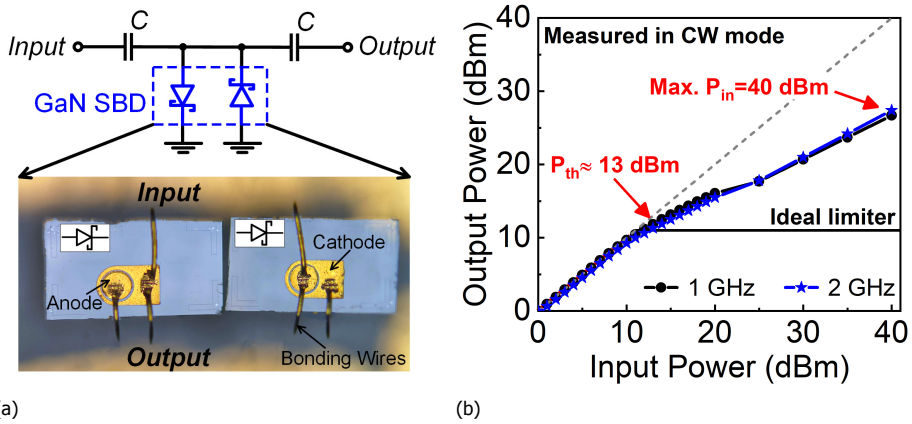 C
C
Input
Output
GaN SBD
Input
Cathode
Anode
Output
Bonding Wires
(a)
40
30
20
10
0
Output Power (dBm)
Measured in CW mode
Max. Pin=40 dBm
Pth≈ 13 dBm
Ideal limiter
1 GHz
2 GHz
0
10
20
30
40
Input Power (dBm)
(b)